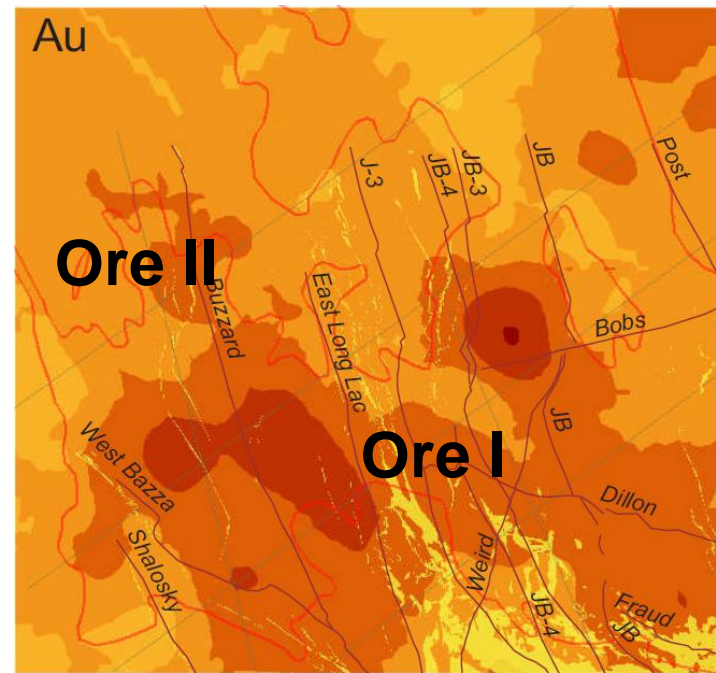 Au
J-3
JB-4
JB-3
JB
Post
Ore II
Buzzard
East Long Lac
Bobs
West Bazza
Ore I
JB
Dillon
Shalosky
Weird
JB-4
Fraud
JB